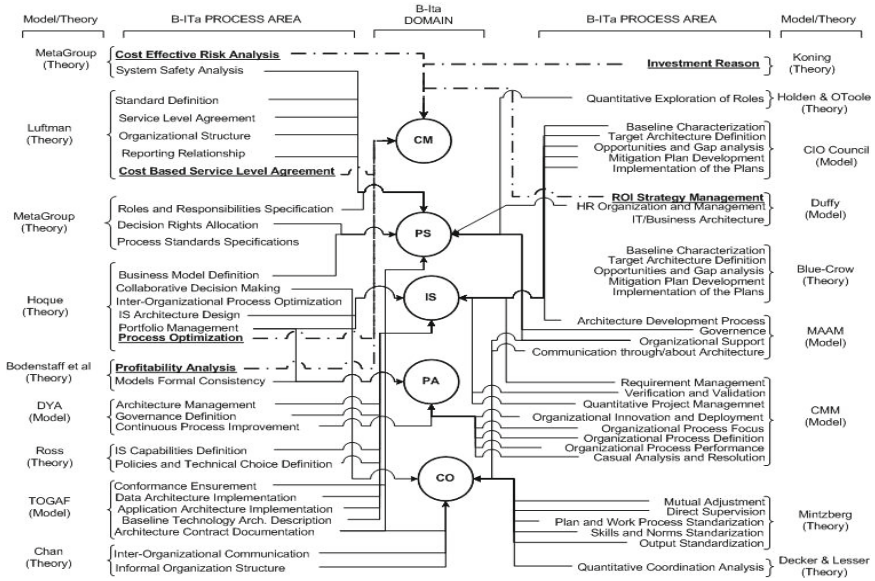 Model/Theory
B-ITa PROCESS AREA
B-Ita
DOMAIN
B-ITa PROCESS AREA
Model/Theory
MetaGroup
(Theory)
Cost Effective Risk Analysis
System Safety Analysis
Luftman
(Theory)
Standard Definition
Service Level Agreement
Organizational Structure
Reporting Relationship
Cost Based Service Level Agreement
MetaGroup
(Theory)
Roles and Responsibilities Specification
Decision Rights Allocation
Process Standards Specifications
Hoque
(Theory)
Business Model Definition
Collaborative Decision Making
Inter-Organizational Process Optimization
IS Architecture Design
Portfolio Management
Process Optimization
Bodenstaff et al
(Theory)
Profitability Analysis
Models Formal Consistency
DYA
(Model)
Architecture Management
Governance Definition
Continuous Process Improvement
Ross
(Theory)
IS Capabilities Definition
Policies and Technical Choice Definition
TOGAF
(Model)
Conformance Ensurement
Data Architecture Implementation
Application Architecture Implementation
Baseline Technology Arch. Description
Architecture Contract Documentation
Chan
(Theory)
Inter-Organizational Communication
Informal Organization Structure
CM
PS
IS
PA
CO
Investment Reason
Koning
(Theory)
Quantitative Exploration of Roles
Holden & OToole
(Theory)
Baseline Characterization
Target Architecture Definition
Opportunities and Gap analysis
Mitigation Plan Development
Implementation of the Plans
CIO Council
(Model)
ROI Strategy Management
HR Organization and Management
IT/Business Architecture
Duffy
(Model)
Baseline Characterization
Target Architecture Definition
Opportunities and Gap analysis
Mitigation Plan Development
Implementation of the Plans
Blue-Crow
(Theory)
Architecture Development Process
Governence
Organizational Support
Communication through/about Architecture
MAAM
(Model)
Requirement Management
Verification and Validation
Quantitative Project Managmnet
Organizational Innovation and Deployment
Organizational Process Focus
Organizational Process Definition
Organizational Process Performance
Casual Analysis and Resolution
CMM
(Model)
Mutual Adjustment
Direct Supervision
Plan and Work Process Standarization
Skills and Norms Standarization
Output Standardization
Mintzberg
(Theory)
Quantitative Coordination Analysis
Decker & Lesser
(Theory)